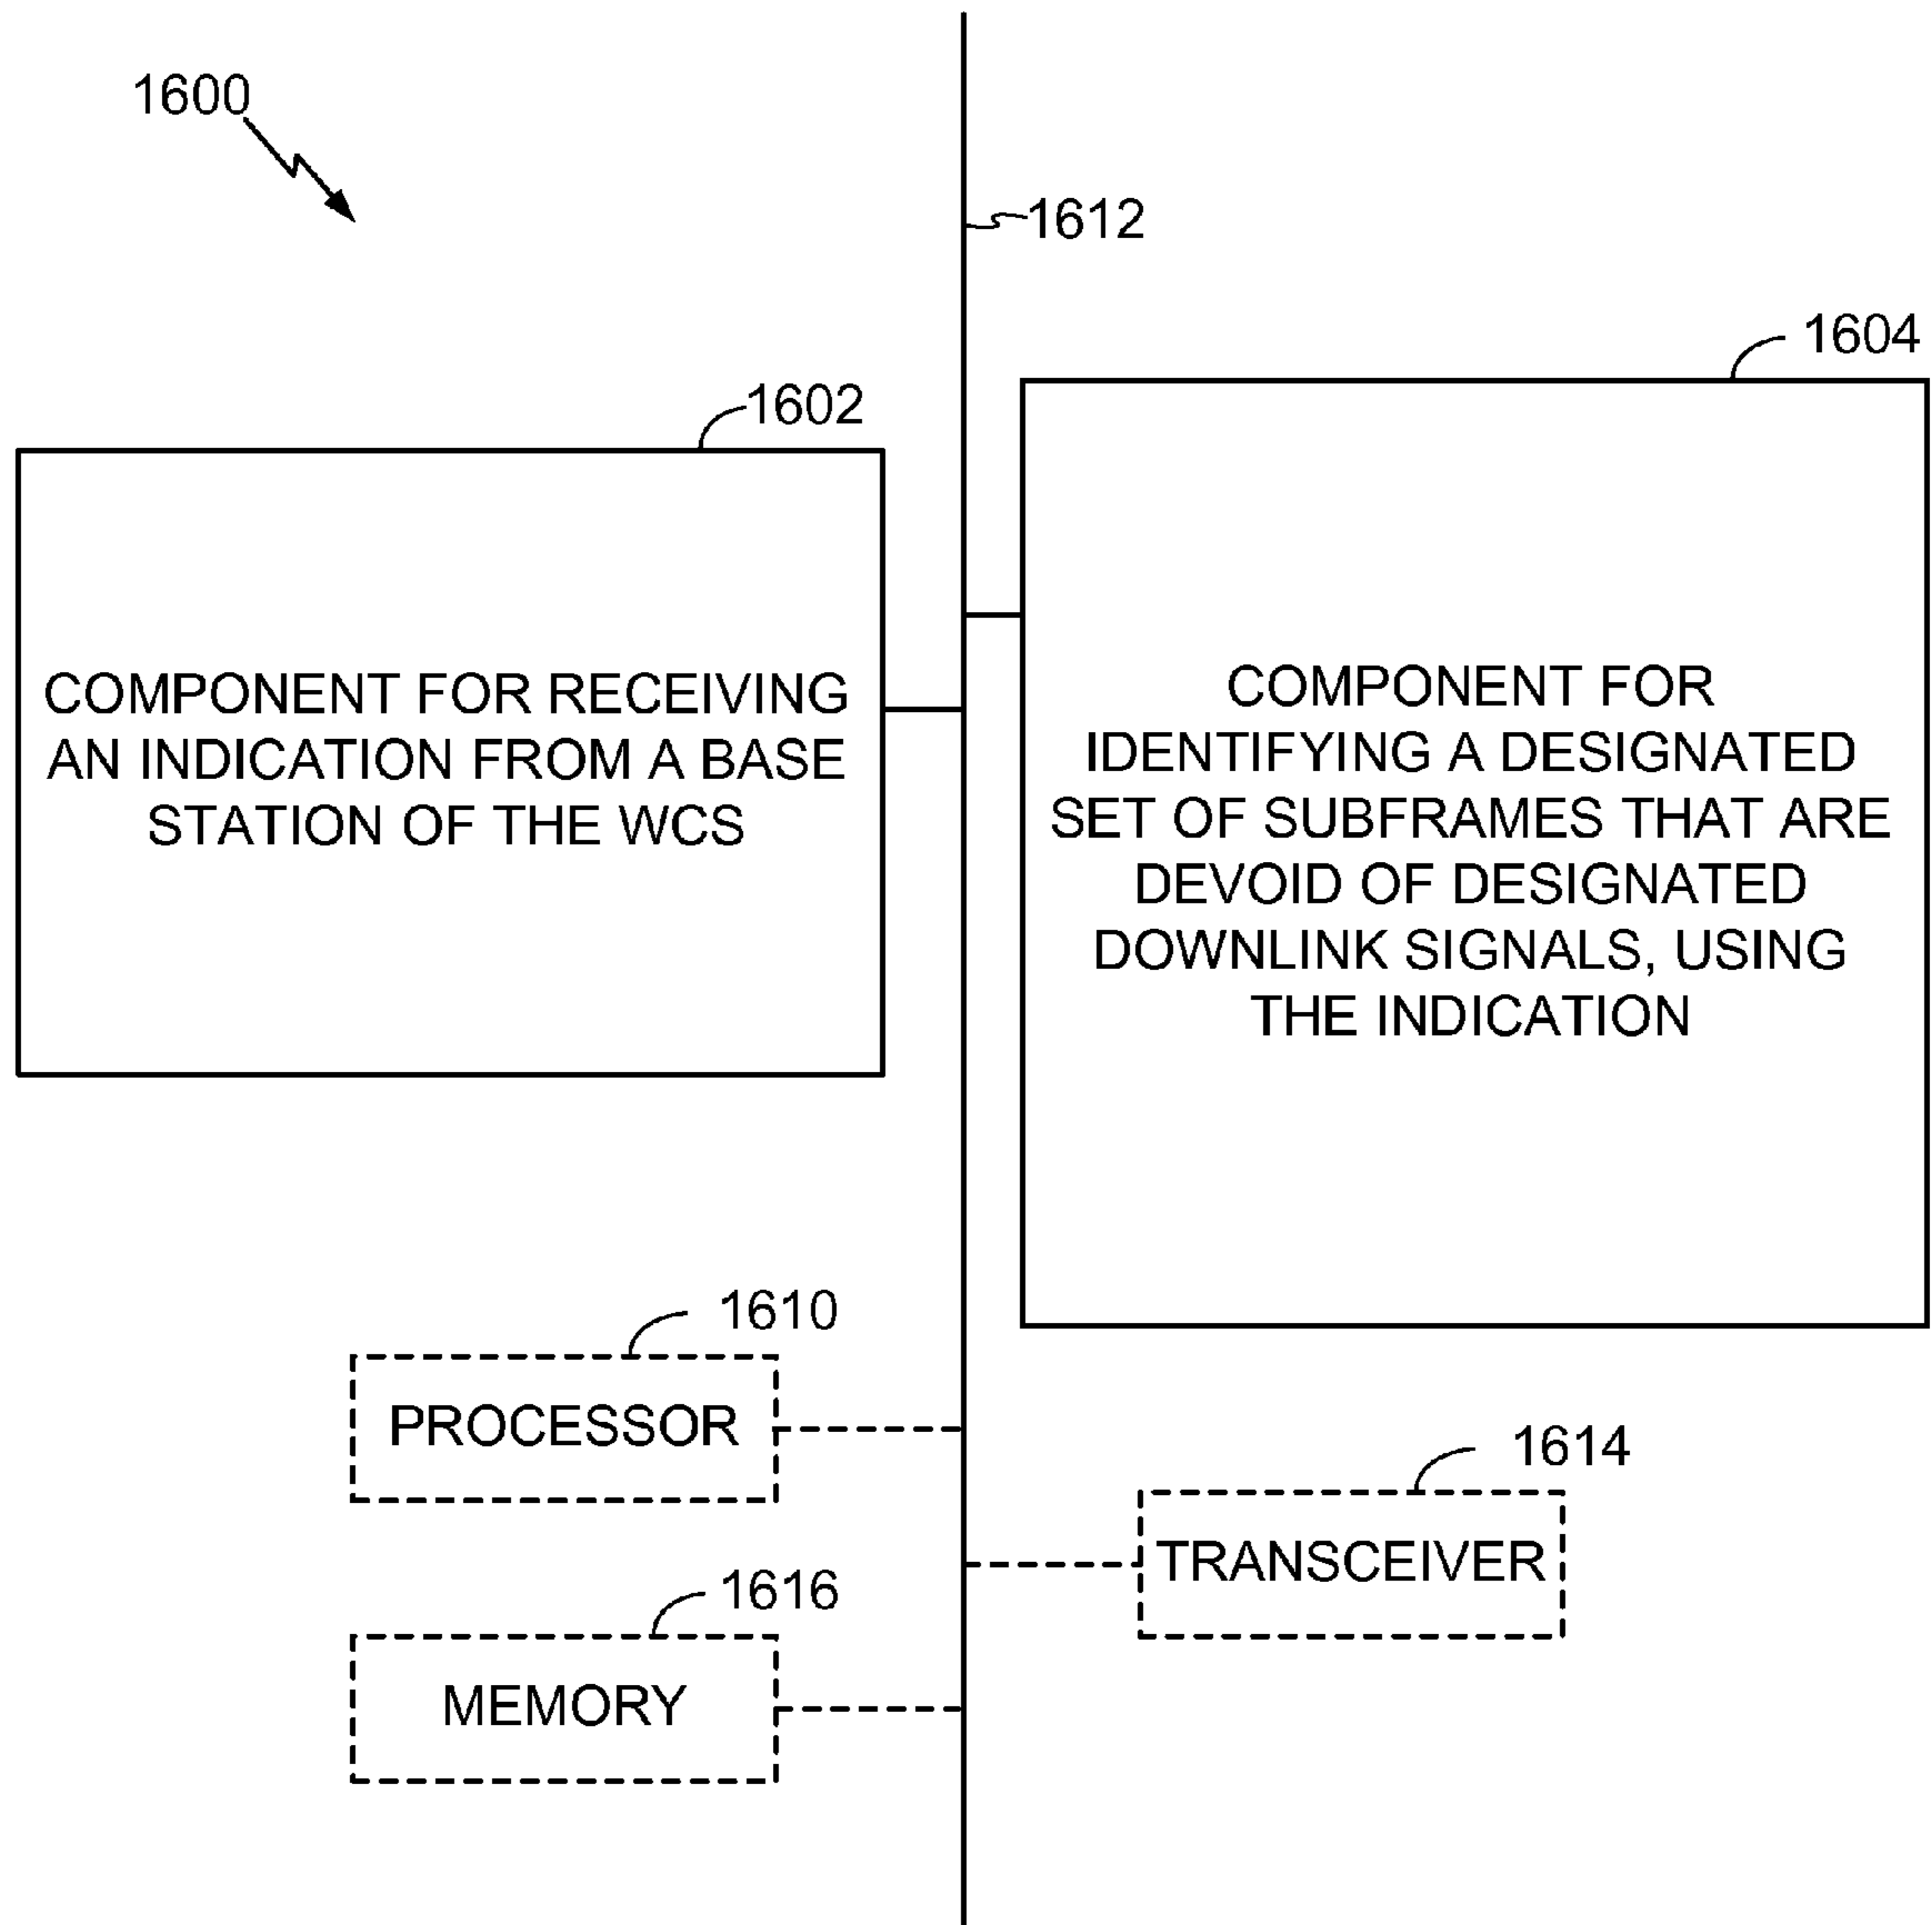 1600
1612
1604
1602
COMPONENT FOR RECEIVING
AN INDICATION FROM A BASE
STATION OF THE WCS
COMPONENT FOR
IDENTIFYING A DESIGNATED
SET OF SUBFRAMES THAT ARE
DEVOID OF DESIGNATED
DOWNLINK SIGNALS, USING
THE INDICATION
1610
PROCESSOR
1614
TRANSCEIVER
1616
MEMORY